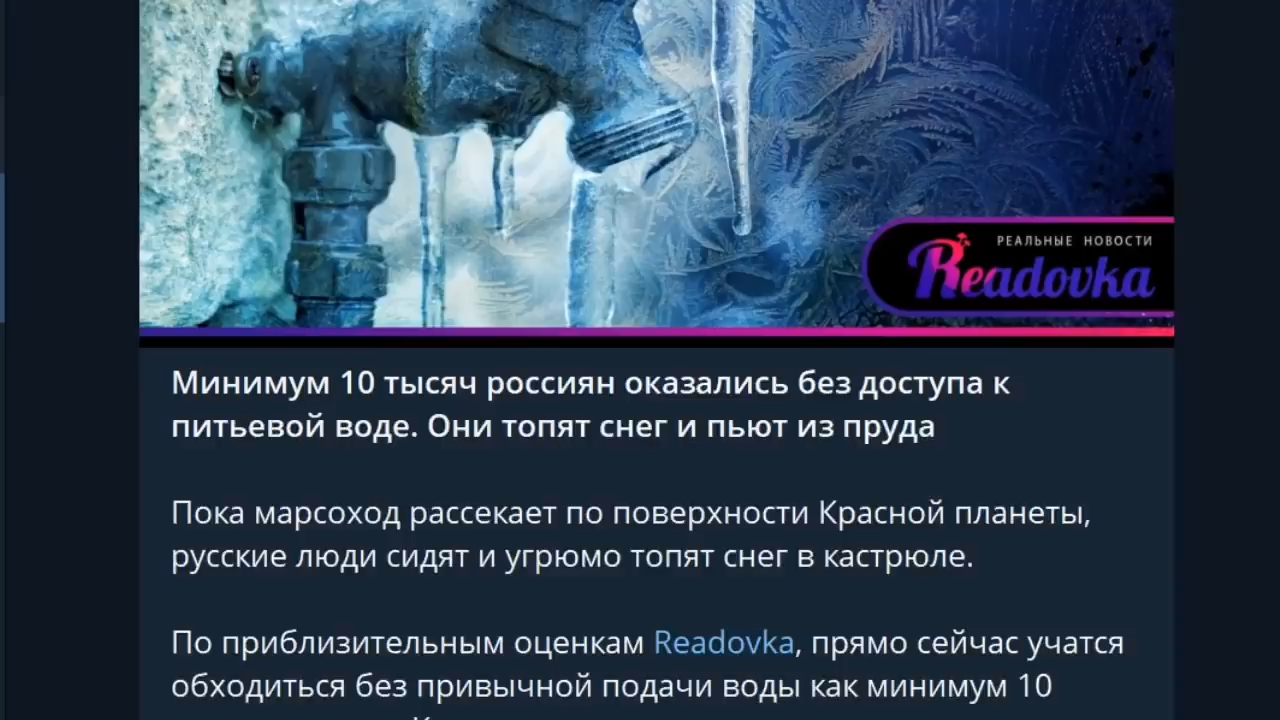 РЕАЛЬНЫЕ НОВОСТИ
Readovka
Минимум 10 тысяч россиян оказались без доступа к
питьевой воде. Они топят снег и пьют из пруда
Пока марсоход рассекает по поверхности Красной планеты,
русские люди сидят и угрюмо топят снег в кастрюле.
По приблизительным оценкам Readovka, прямо сейчас учатся
обходиться без привычной подачи воды как минимум 10